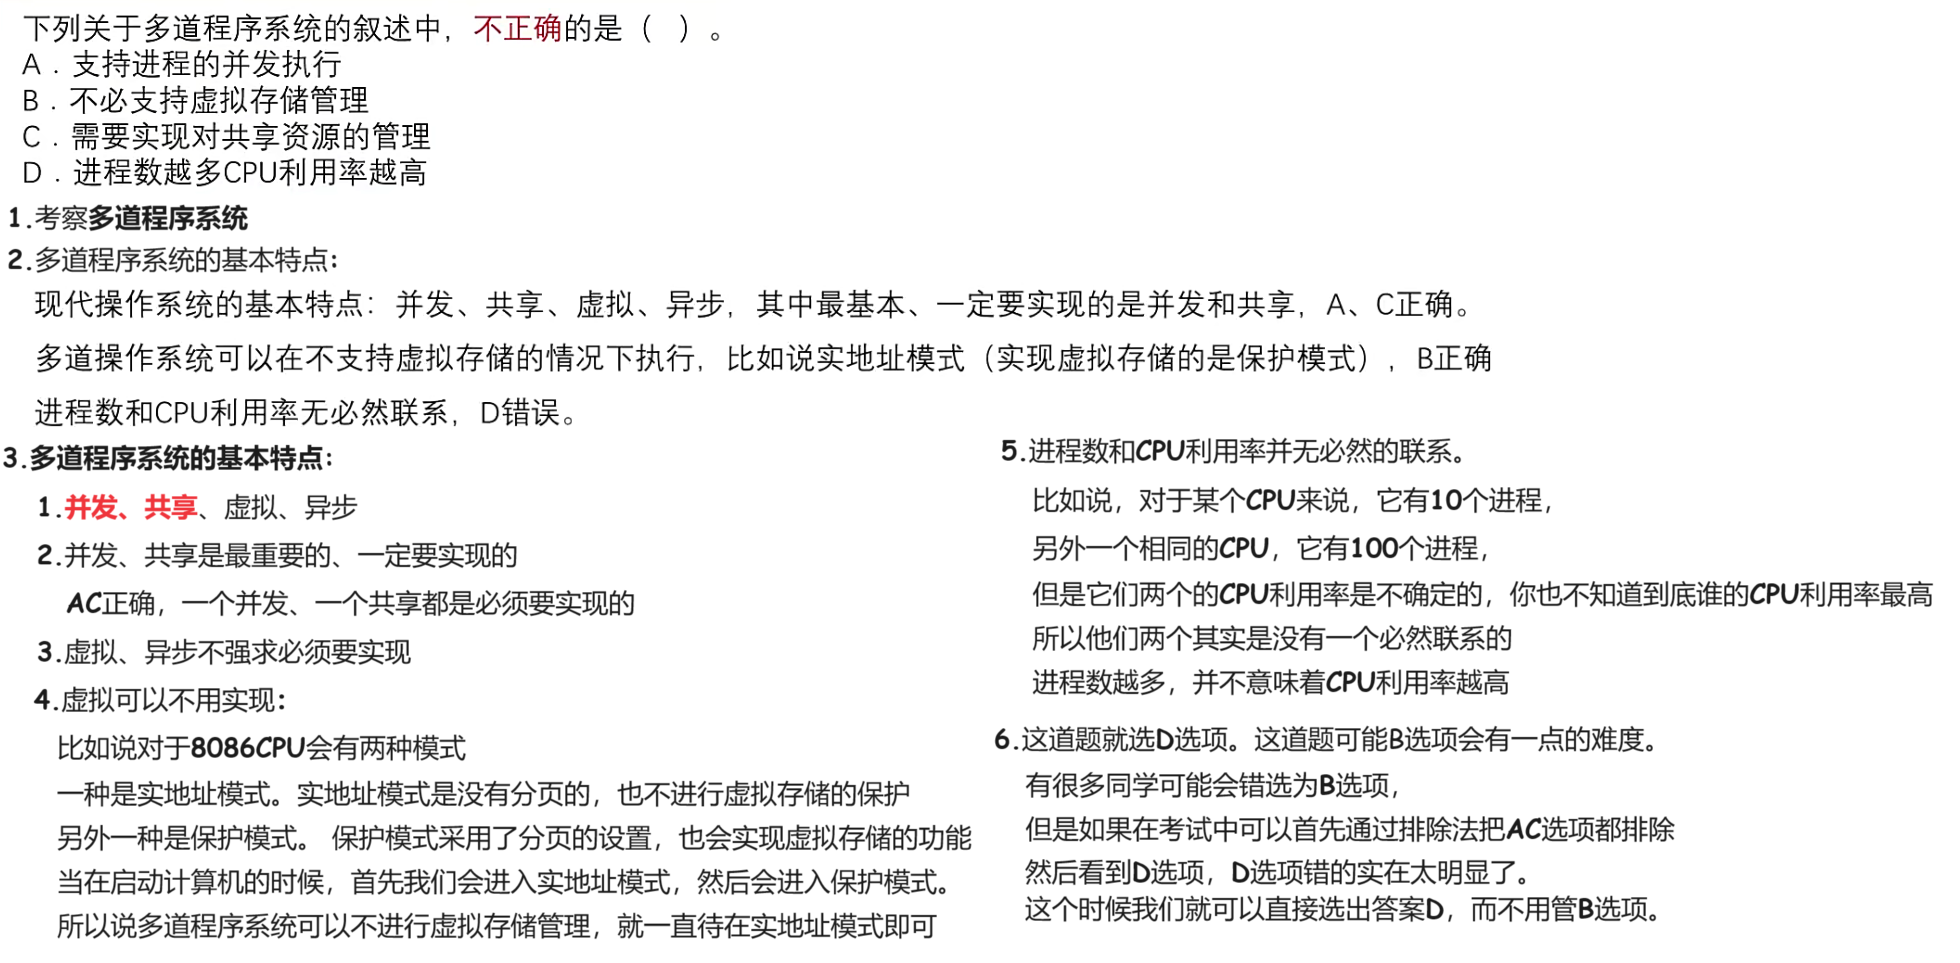 下列关于多道程序系统的叙述中，不正确的是（ ）。
A．支持进程的并发执行
B．不必支持虚拟存储管理
C．需要实现对共享资源的管理
D．进程数越多CPU利用率越高
1.考察多道程序系统
2.多道程序系统的基本特点:
现代操作系统的基本特点：并发、共享、虚拟、异步，其中最基本、一定要实现的是并发和共享，A、C正确。
多道操作系统可以在不支持虚拟存储的情况下执行，比如说实地址模式（实现虚拟存储的是保护模式），B正确
进程数和CPU利用率无必然联系，D错误。
3.多道程序系统的基本特点:
1.并发、共享、虚拟、异步
2.并发、共享是最重要的、一定要实现的
AC正确，一个并发、一个共享都是必须要实现的
3.虚拟、异步不强求必须要实现
4.虚拟可以不用实现:
比如说对于8086CPU会有两种模式
一种是实地址模式。实地址模式是没有分页的，也不进行虚拟存储的保护
另外一种是保护模式。 保护模式采用了分页的设置，也会实现虚拟存储的功能
当在启动计算机的时候，首先我们会进入实地址模式，然后会进入保护模式。
所以说多道程序系统可以不进行虚拟存储管理，就一直待在实地址模式即可
5.进程数和CPU利用率并无必然的联系。
比如说，对于某个CPU来说，它有10个进程，
另外一个相同的CPU，它有100个进程，
但是它们两个的CPU利用率是不确定的，你也不知道到底谁的CPU利用率最高
所以他们两个其实是没有一个必然联系的
进程数越多，并不意味着CPU利用率越高
6.这道题就选D选项。这道题可能B选项会有一点的难度。
有很多同学可能会错选为B选项，
但是如果在考试中可以首先通过排除法把AC选项都排除
然后看到D选项，D选项错的实在太明显了。
这个时候我们就可以直接选出答案D，而不用管B选项。